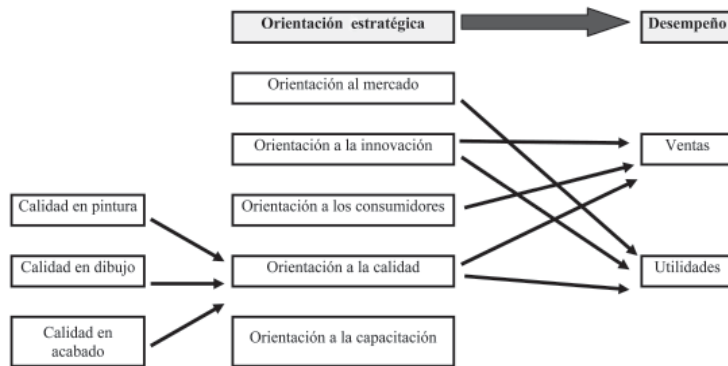 Orientación estratégica
Desempeño
Orientación al mercado
Orientación a la innovación
Ventas
Calidad en pintura
Orientación a los consumidores
Calidad en dibujo
Orientación a la calidad
Utilidades
Calidad en
acabado
Orientación a la capacitación